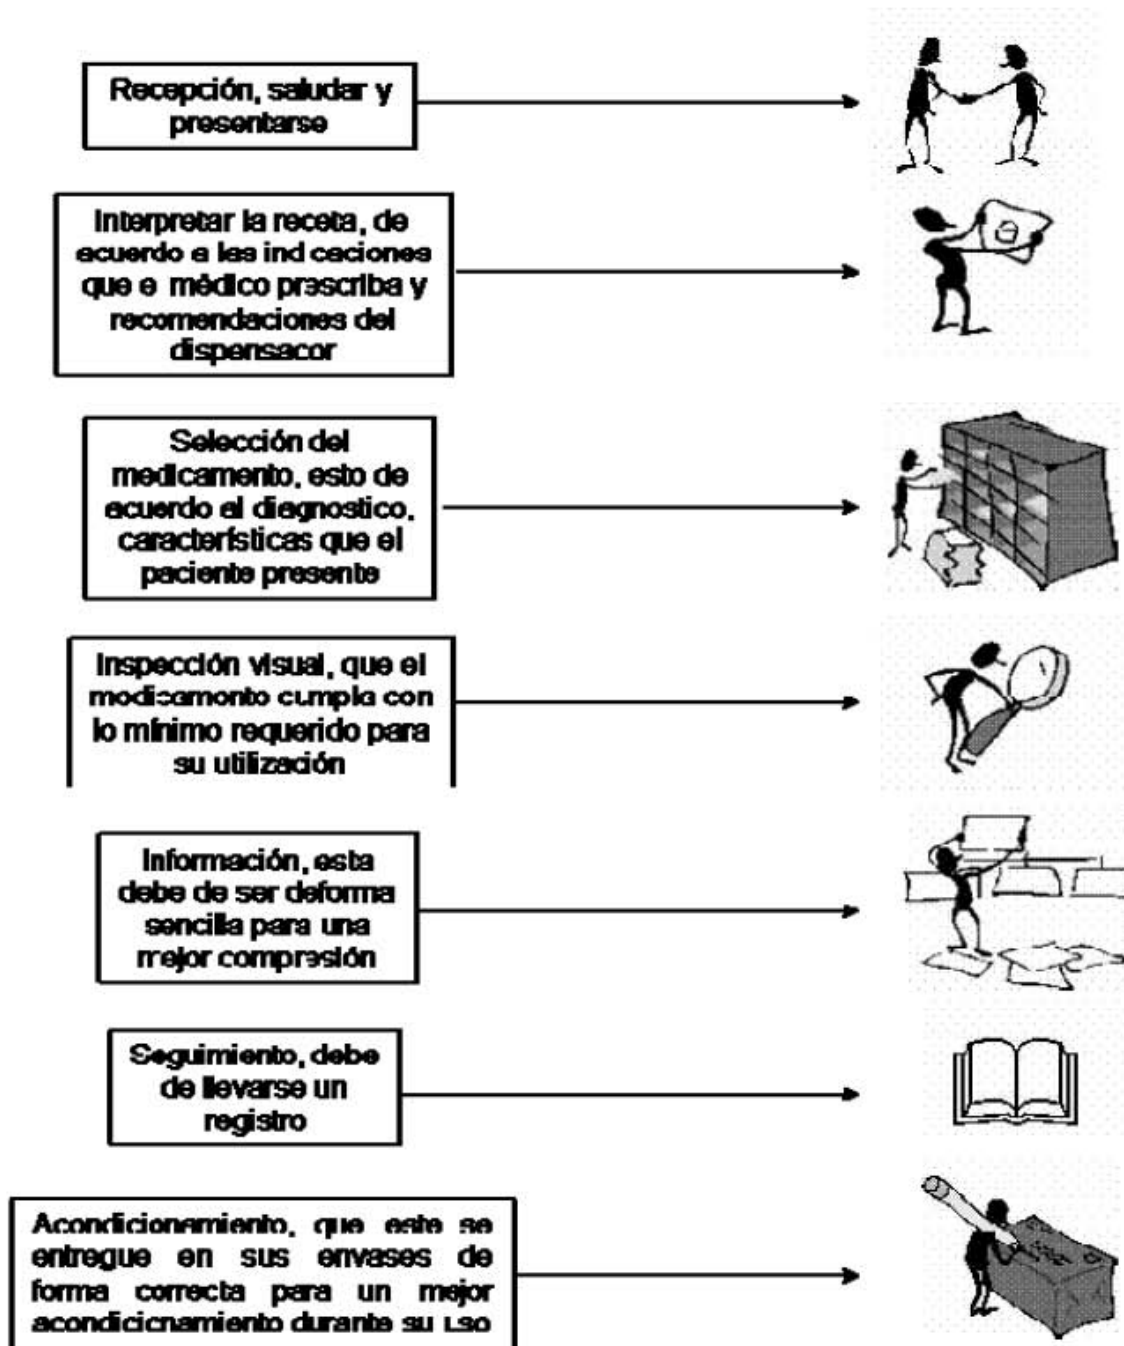 Recepción, saludar y
presentarse
Interpretar la receta, de
acuerdo a las ind caciones
que e médico prescriba y
recomendaciones del
dispensacor
Selección del
medicamento, esto de
acuerdo al diagnostico,
características que el
paciente presente
Inspección visual, que el
medicamento cumpla con
lo mínimo requerido para
su utilización
Información, esta
debe de ser deforma
sencilla para una
mejor compresión
Seguimiento, debe
de llevarse un
registro
Acondicionamiento, que este se
entregue en sus envases de
forma correcta para un mejor
acondicicnamiento durante su uso